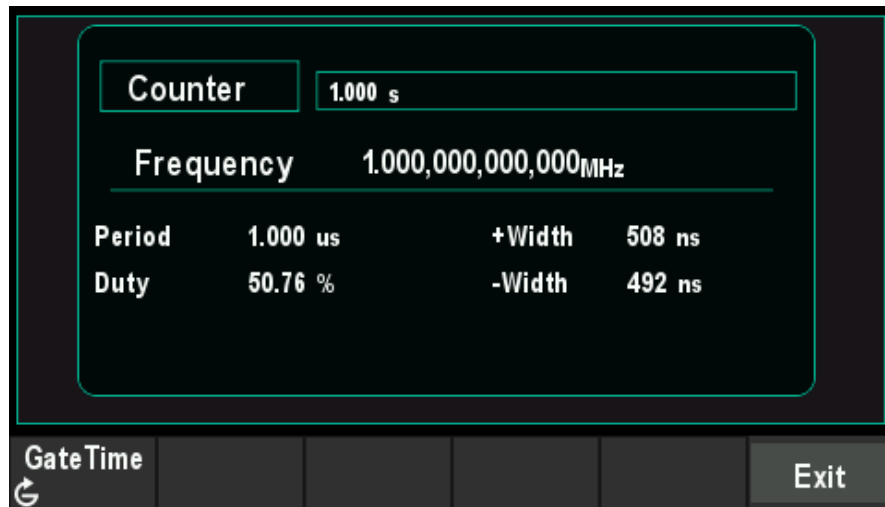 Counter 1.000 s
Frequency 1.000,000,000,000MHz
Period 1.000 us +Width 508 ns
Duty 50.76 % -Width 492 ns
GateTime Exit